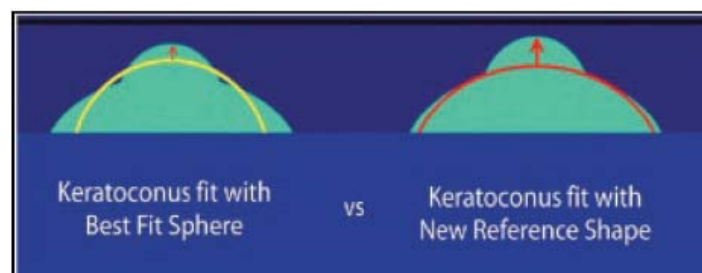 Keratoconus fit with
Best Fit Sphere
vs
Keratoconus fit with
New Reference Shape